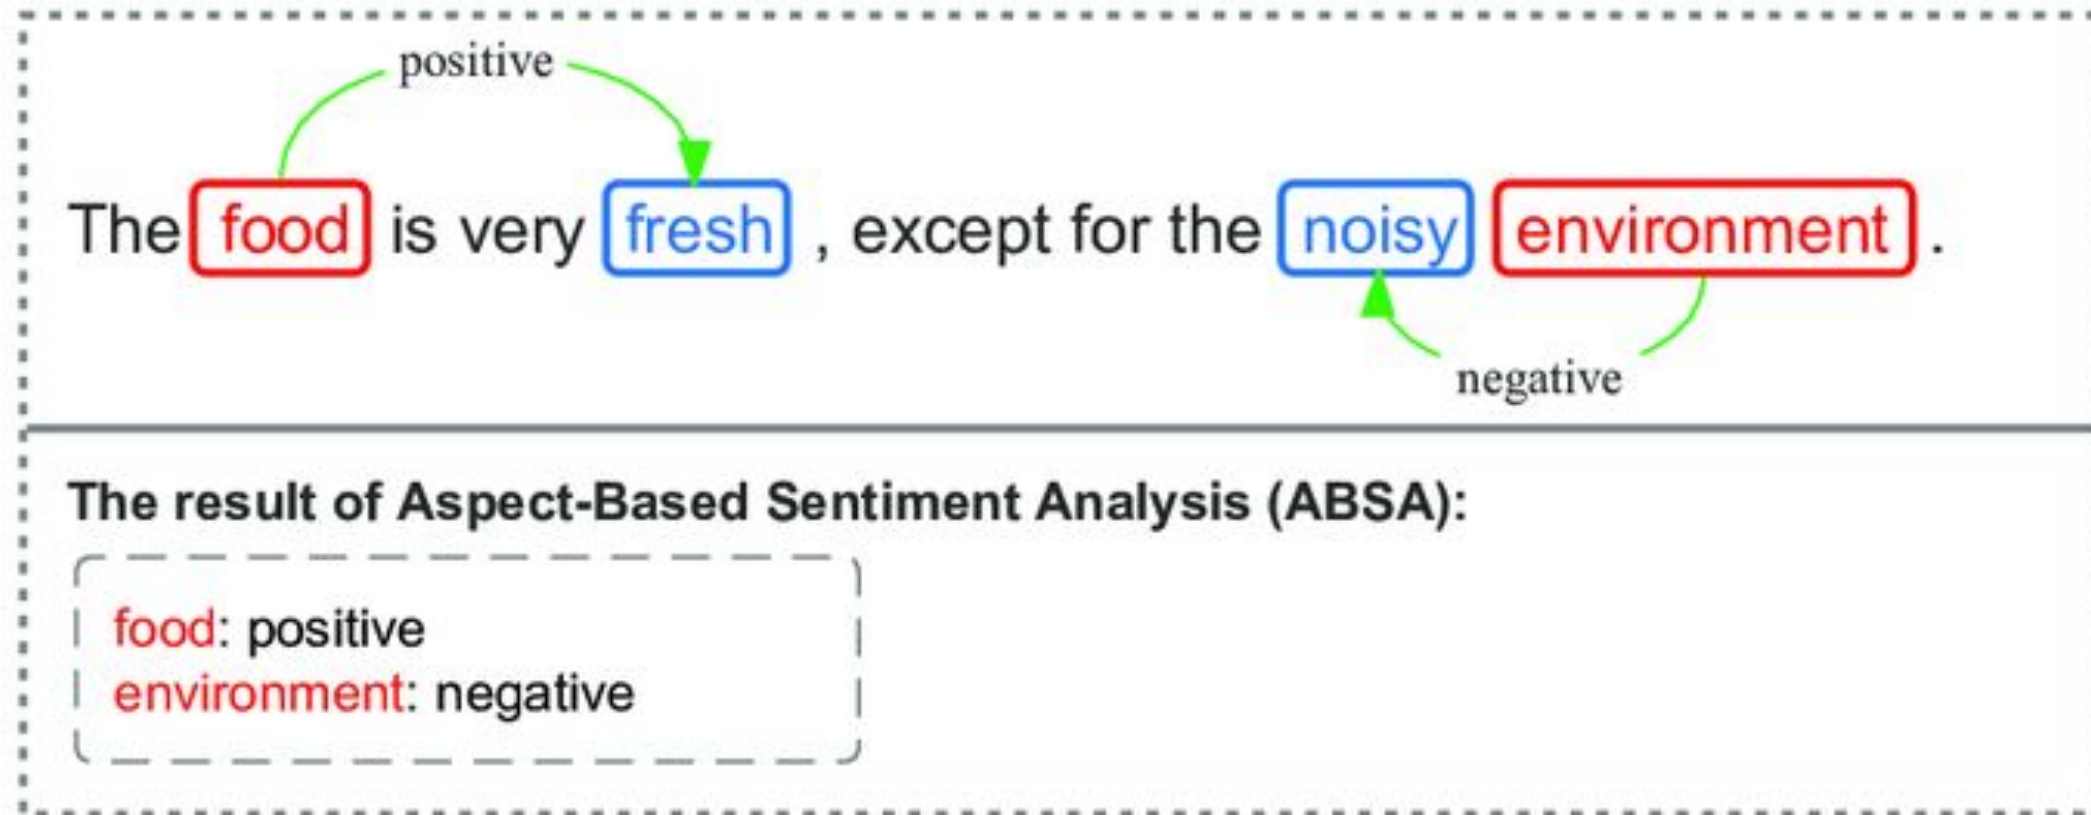 positive
The food is very fresh , except for the noisy environment .
negative
The result of Aspect-Based Sentiment Analysis (ABSA):
food: positive
environment: negative